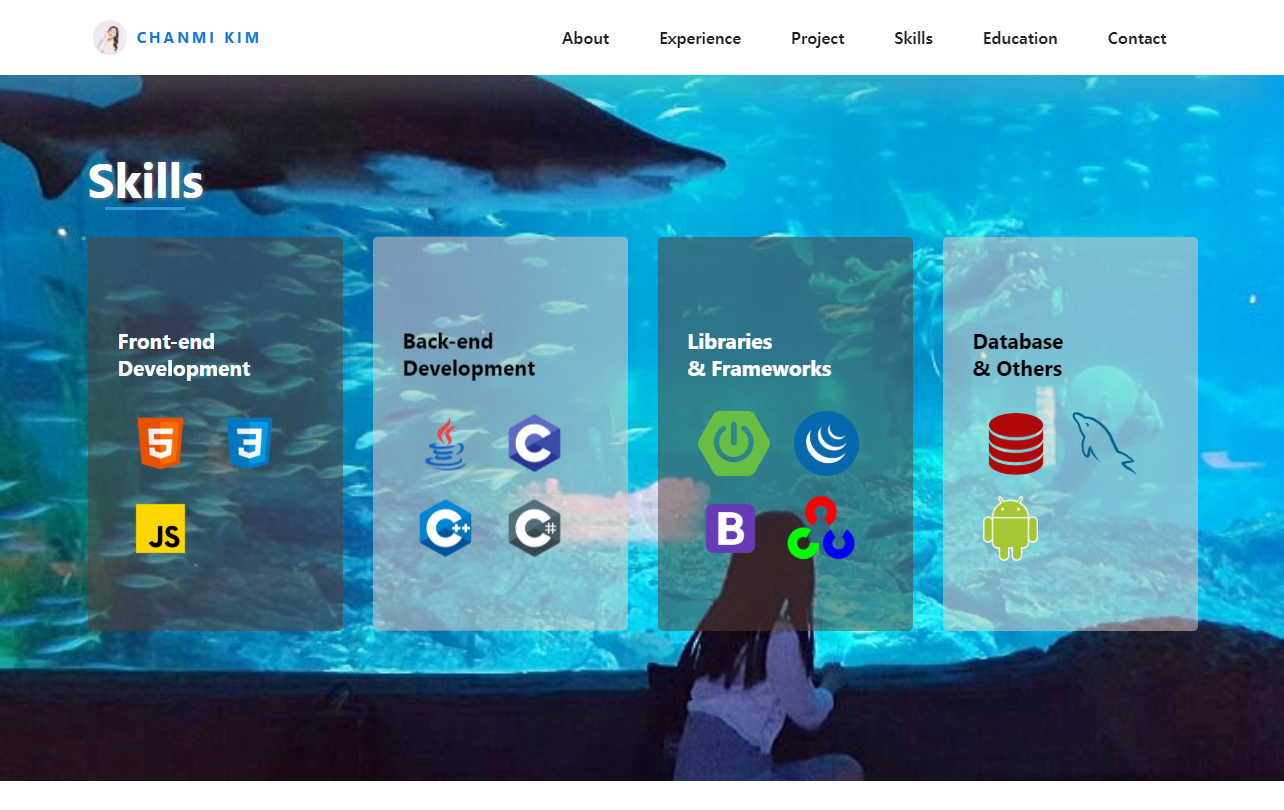 CHANMI KIM
About
Experience
Project
Skills
Education
Contact
Skills
Front-end
Development
Back-end
Development
Libraries
& Frameworks
Database
& Others
5
3
JS
C
C++
C#
B